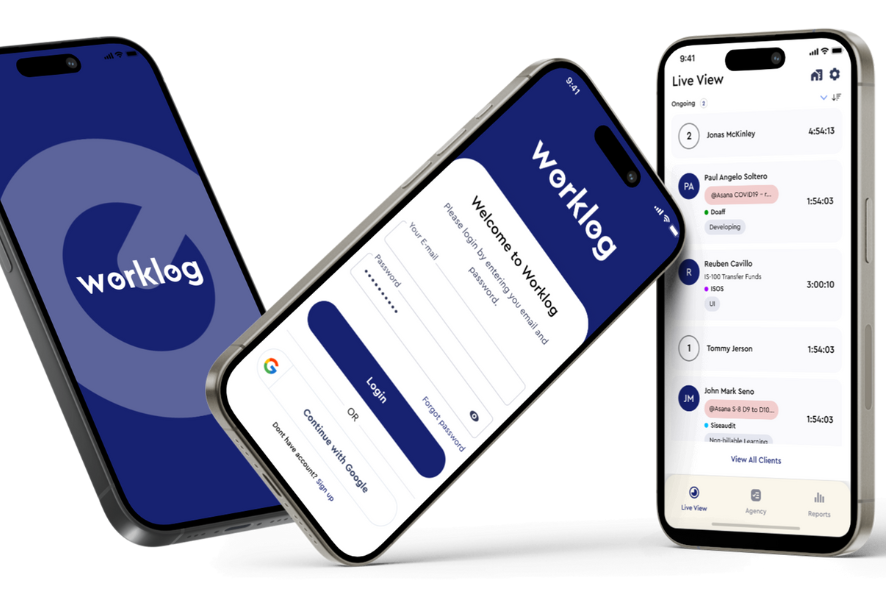 worklog
9:41
worklog
Welcome to Worklog
Please login by entering you email and
password.
Your E-mail
Password
Forgot password
Login
OR
Continue with Google
Dont have account? Sign up
9:41
Live View
Ongoing 2
2 Jonas McKinley 4:54:13
PA Paul Angelo Soltero
@Asana COVID19 - r... 1:54:03
Doaff
Developing
R Reuben Cavillo
IS-100 Transfer Funds 3:00:10
ISOS
UI
1 Tommy Jerson 1:54:03
JM John Mark Seno
@Asana S-8 D9 to D10... 1:54:03
Siseaudit
Non-billable Learning
View All Clients
Live View Agency Reports